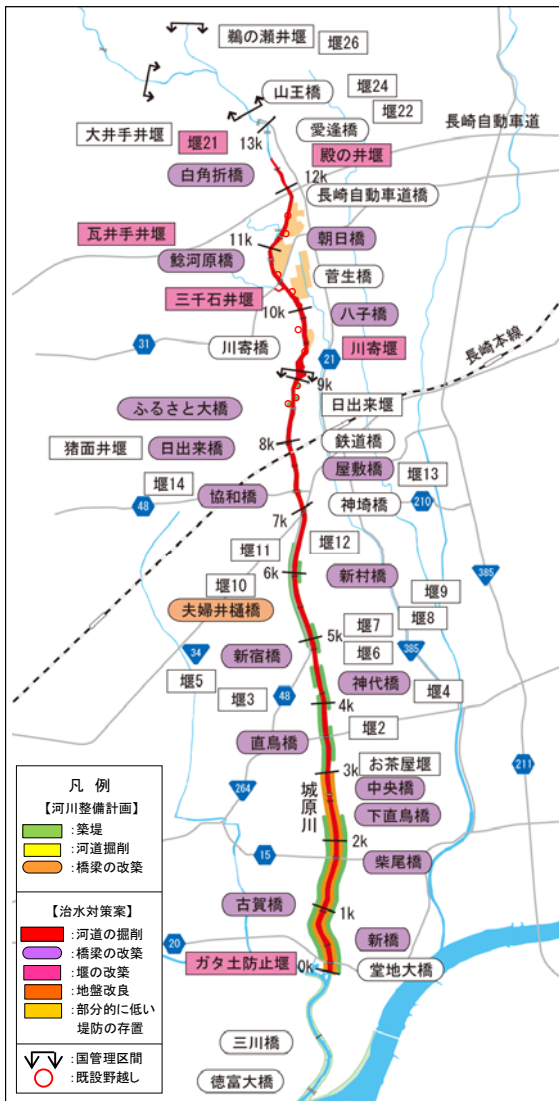 鵜の瀬井堰
堰26
山王橋
堰24
堰22
大井手井堰
愛逢橋
長崎自動車道
堰21
13k
殿の井堰
12k
白角折橋
長崎自動車道橋
瓦井手井堰
11k
朝日橋
鯰河原橋
菅生橋
三千石井堰
10k
八子橋
31
川寄橋
21
川寄堰
長崎本線
9k
ふるさと大橋
日出来堰
猪面井堰
日出来橋
8k
鉄道橋
屋敷橋
堰13
堰14
48
協和橋
7k
神埼橋
210
堰11
堰12
385
6k
新村橋
堰10
堰9
夫婦井樋橋
堰7
堰8
5k
34
新宿橋
堰6
385
堰5
堰3
48
神代橋
堰4
4k
堰2
直鳥橋
3k
お茶屋堰
211
264
城原川
中央橋
下直鳥橋
2k
15
柴尾橋
古賀橋
1k
20
新橋
ガタ土防止堰
0k
堂地大橋
三川橋
徳富大橋
凡 例
【河川整備計画】
:築堤
:河道掘削
:橋梁の改築
【治水対策案】
:河道の掘削
:橋梁の改築
:堰の改築
:地盤改良
:部分的に低い
堤防の存置
:国管理区間
:既設野越し